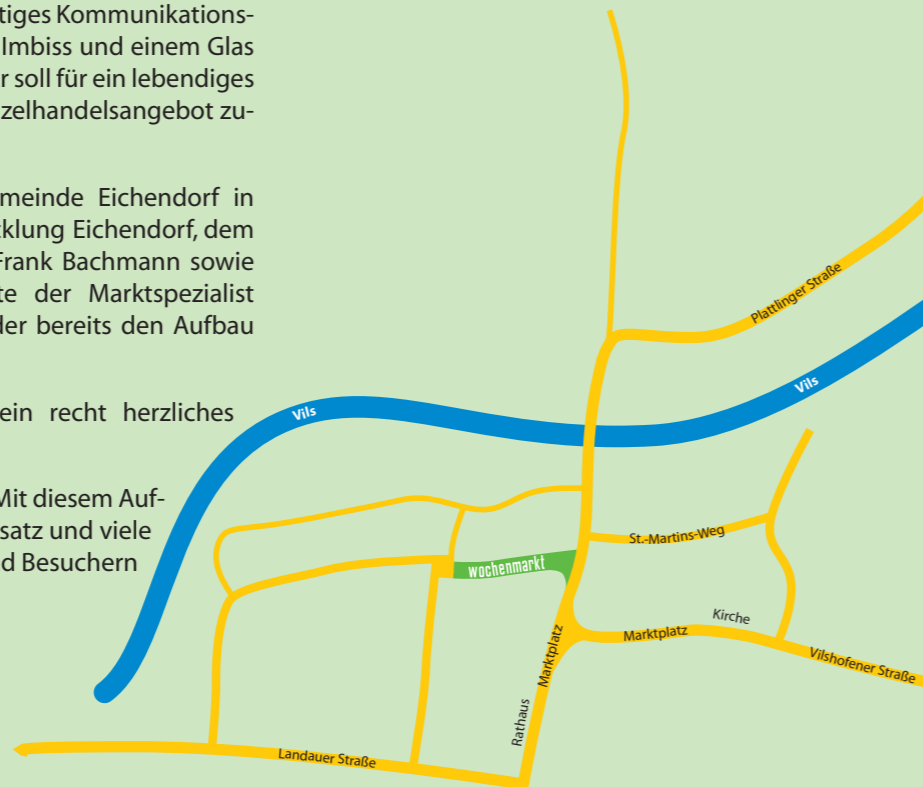 tiges Kommunikations-
Imbiss und einem Glas
r soll für ein lebendiges
zelhandelsangebot zu-
meinde Eichendorf in
cklung Eichendorf, dem
Frank Bachmann sowie
te der Marktspezialist
der bereits den Aufbau
ein recht herzliches
Mit diesem Auf-
satz und viele
d Besuchern
Plattlinger Straße
Vils
Vils
St.-Martins-Weg
wochenmarkt
Kirche
Marktplatz
Marktplatz
Vilshofener Straße
Rathaus
Landauer Straße